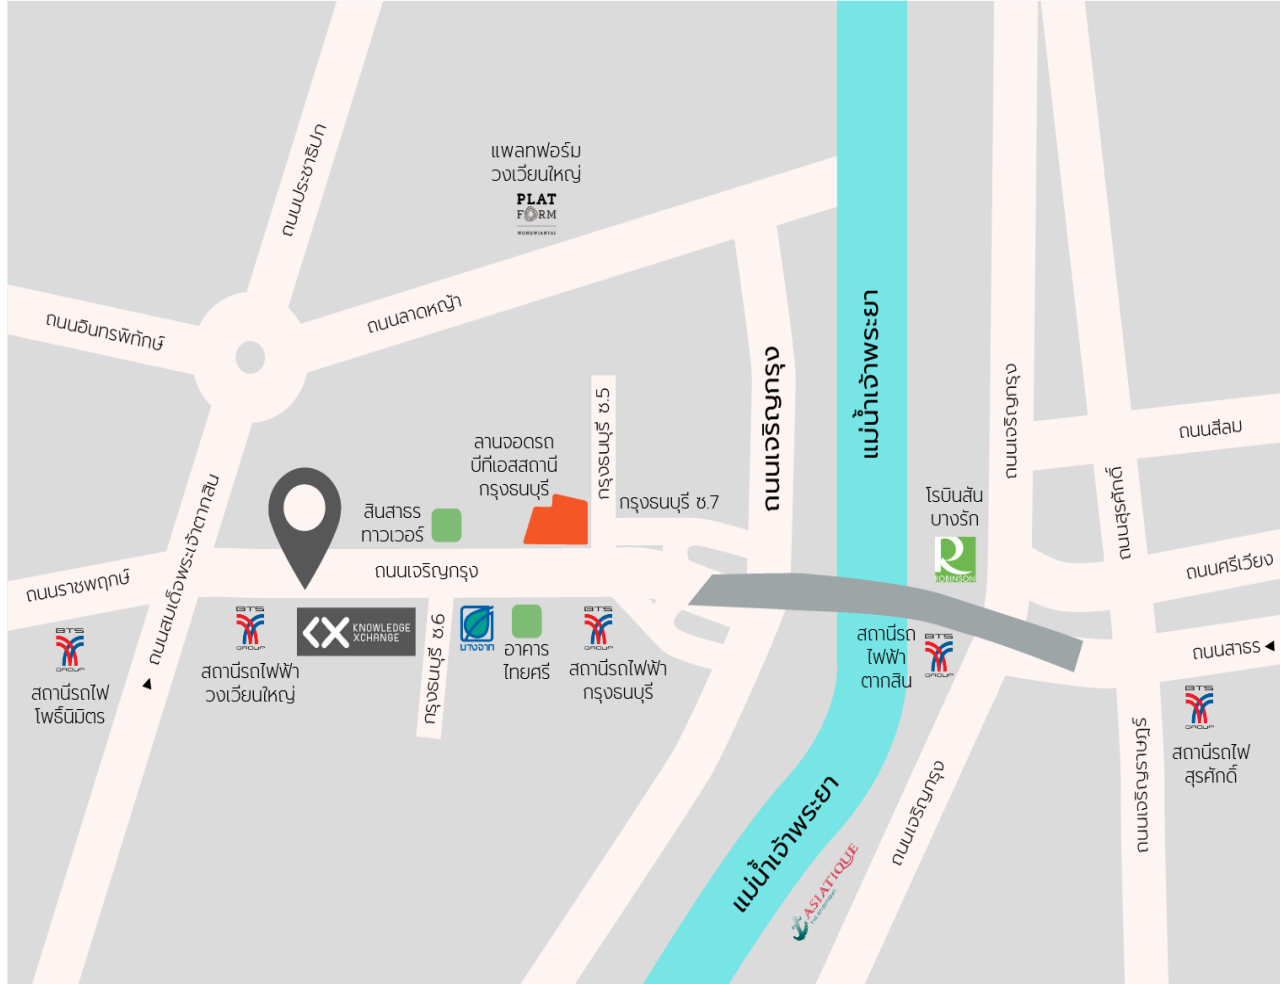 แพลทฟอร์ม
วงเวียนใหญ่
PLAT
FORM
WONGWIANYAI
ถนนประชาธิปก
ถนนอินทรพิทักษ์
ถนนลาดหญ้า
ถนนเจริญกรุง
แม่น้ำเจ้าพระยา
ถนนเจริญกรุง
ถนนสีลม
ถนนสุรศักดิ์
กรุงธนบุรี ซ.5
ลานจอดรถ
บีทีเอสสถานี
กรุงธนบุรี
กรุงธนบุรี ซ.7
สินสาธร
ทาวเวอร์
โรบินสัน
บางรัก
R
ROBINSON
ถนนสมเด็จพระเจ้าตากสิน
ถนนราชพฤกษ์
ถนนเจริญกรุง
ถนนศรีเวียง
ถนนสาธร
BTS
GROUP
สถานีรถไฟ
โพธิ์นิมิตร
BTS
GROUP
สถานีรถไฟฟ้า
วงเวียนใหญ่
KX KNOWLEDGE
XCHANGE
กรุงธนบุรี ซ.6
บางจาก
อาคาร
ไทยศรี
BTS
GROUP
สถานีรถไฟฟ้า
กรุงธนบุรี
สถานีรถ
ไฟฟ้า
ตากสิน
BTS
GROUP
BTS
GROUP
สถานีรถไฟ
สุรศักดิ์
ถนนเจริญกรุง
แม่น้ำเจ้าพระยา
ASIATIQUE
THE RIVERFRONT